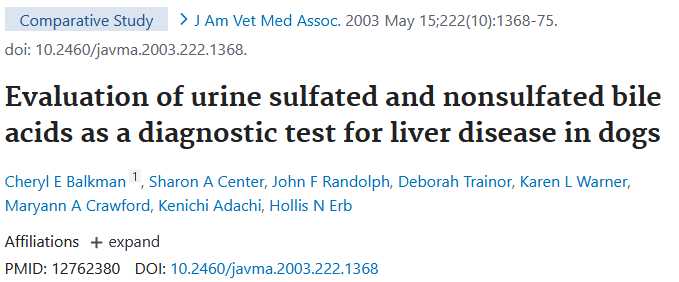 Comparative Study > J Am Vet Med Assoc. 2003 May 15;222(10):1368-75.
doi: 10.2460/javma.2003.222.1368.
Evaluation of urine sulfated and nonsulfated bile
acids as a diagnostic test for liver disease in dogs
Cheryl E Balkman 1, Sharon A Center, John F Randolph, Deborah Trainor, Karen L Warner,
Maryann A Crawford, Kenichi Adachi, Hollis N Erb
Affiliations + expand
PMID: 12762380 DOI: 10.2460/javma.2003.222.1368